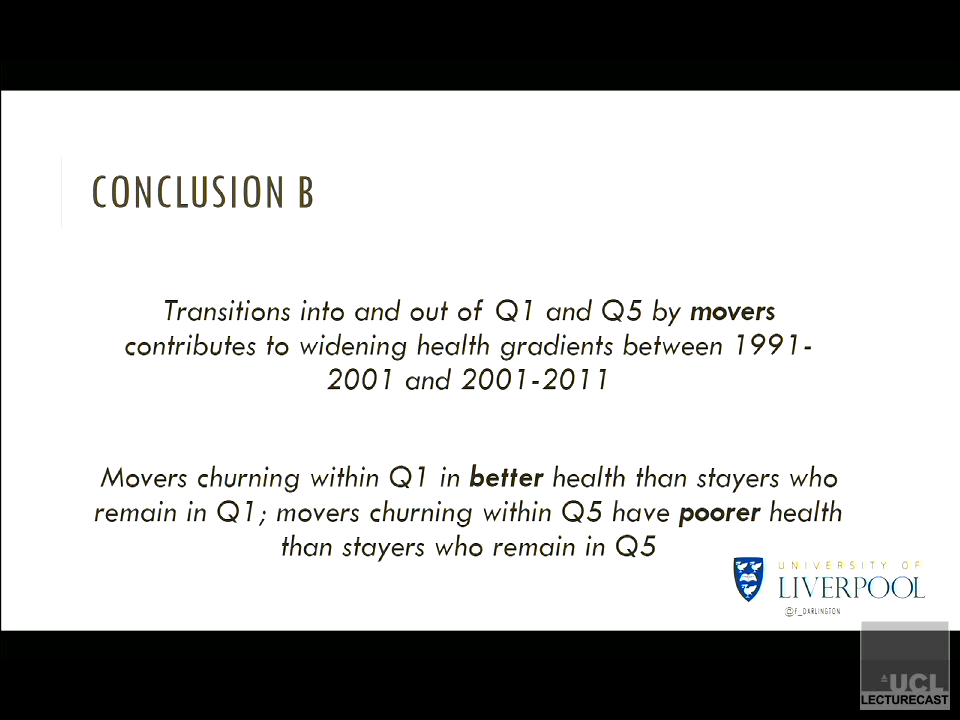 CONCLUSION B
Transitions into and out of Q1 and Q5 by movers
contributes to widening health gradients between 1991-
2001 and 2001-2011
Movers churning within Q1 in better health than stayers who
remain in Q1; movers churning within Q5 have poorer health
than stayers who remain in Q5
UNIVERSITY OF
LIVERPOOL
@F_DARLINGTON
UCL
LECTURECAST